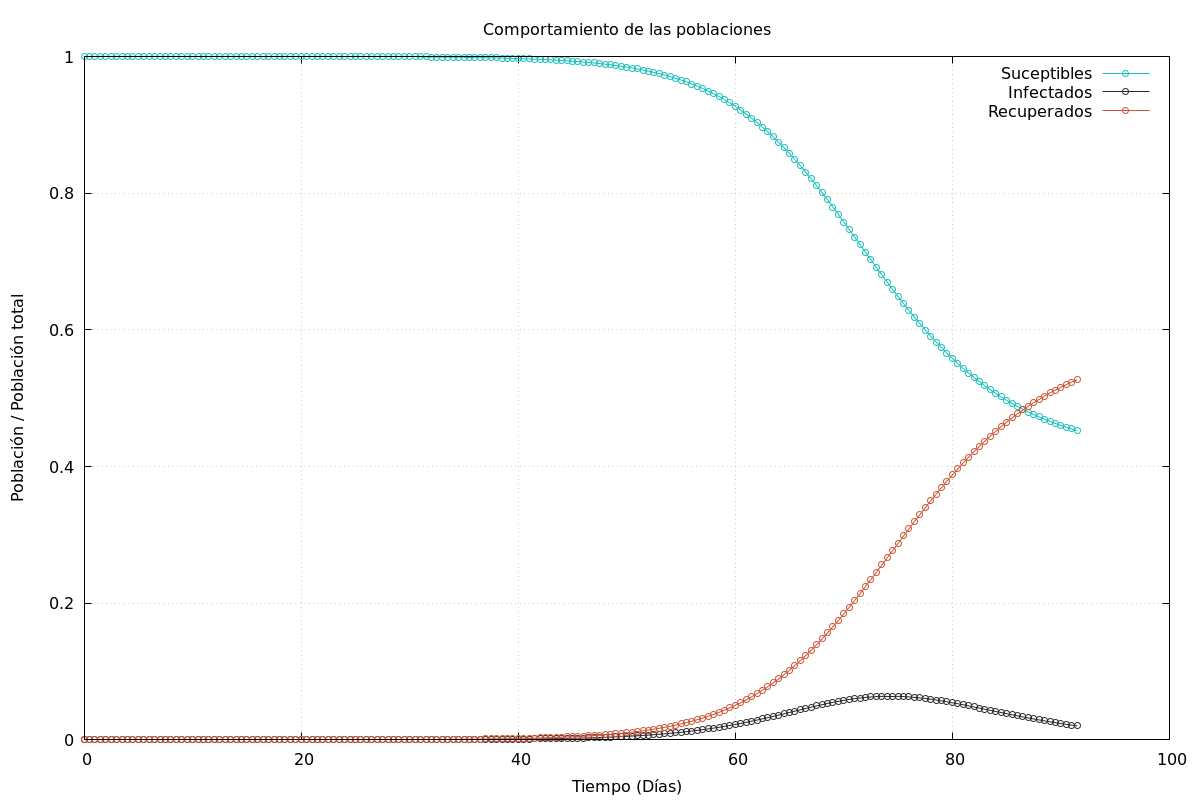 Comportamiento de las poblaciones
Suceptibles
Infectados
Recuperados
Población / Población total
1
0.8
0.6
0.4
0.2
0
0 20 40 60 80 100
Tiempo (Días)